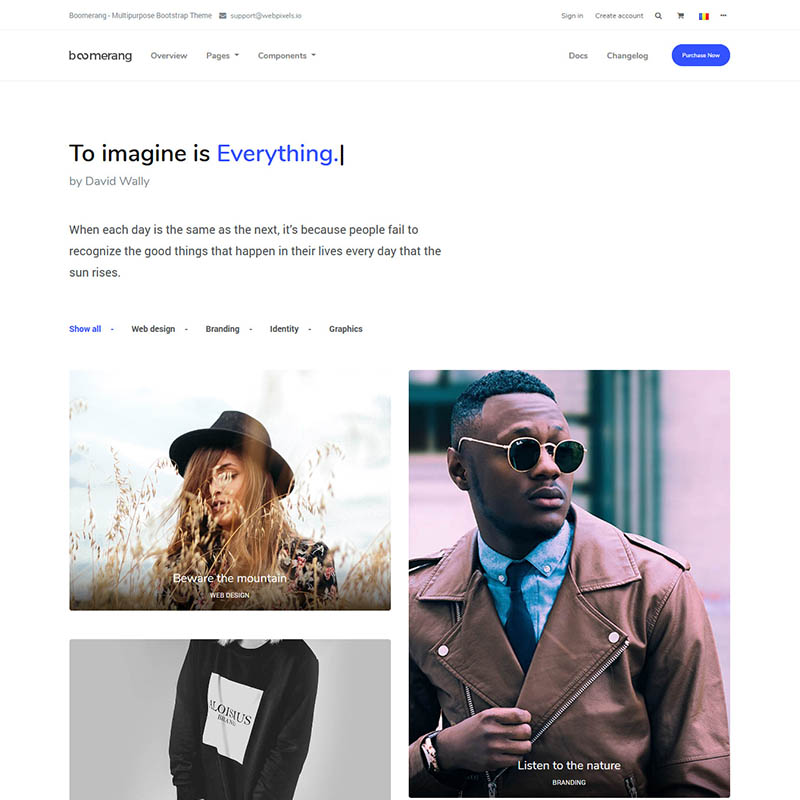 Boomerang - Multipurpose Bootstrap Theme support@webpixels.io Sign in Create account
boomerang Overview Pages Components Docs Changelog Purchase Now
To imagine is Everything.|
by David Wally
When each day is the same as the next, it's because people fail to
recognize the good things that happen in their lives every day that the
sun rises.
Show all - Web design - Branding - Identity - Graphics
Beware the mountain
WEB DESIGN
ALOISIUS
BRAND
Listen to the nature
BRANDING